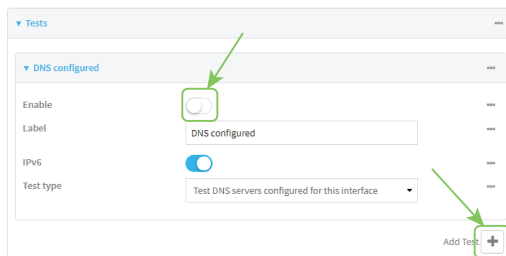 Tests
DNS configured
Enable
Label
DNS configured
IPv6
Test type
Test DNS servers configured for this interface
Add Test